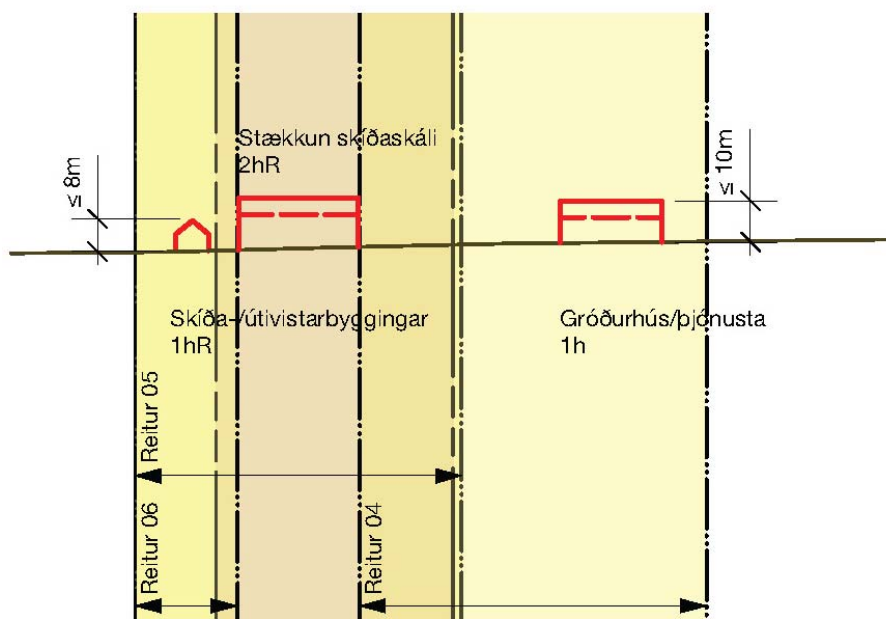 Stækkun skíðaskáli
2hR
≤ 8m
≤ 10m
Skíða-/útivistarbyggingar
1hR
Gróðurhús/þjónusta
1h
Reitur 05
Reitur 06
Reitur 04